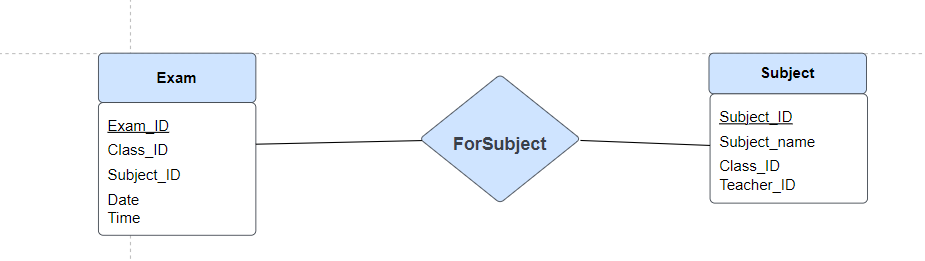 Exam
Exam_ID
Class_ID
Subject_ID
Date
Time
ForSubject
Subject
Subject_ID
Subject_name
Class_ID
Teacher_ID